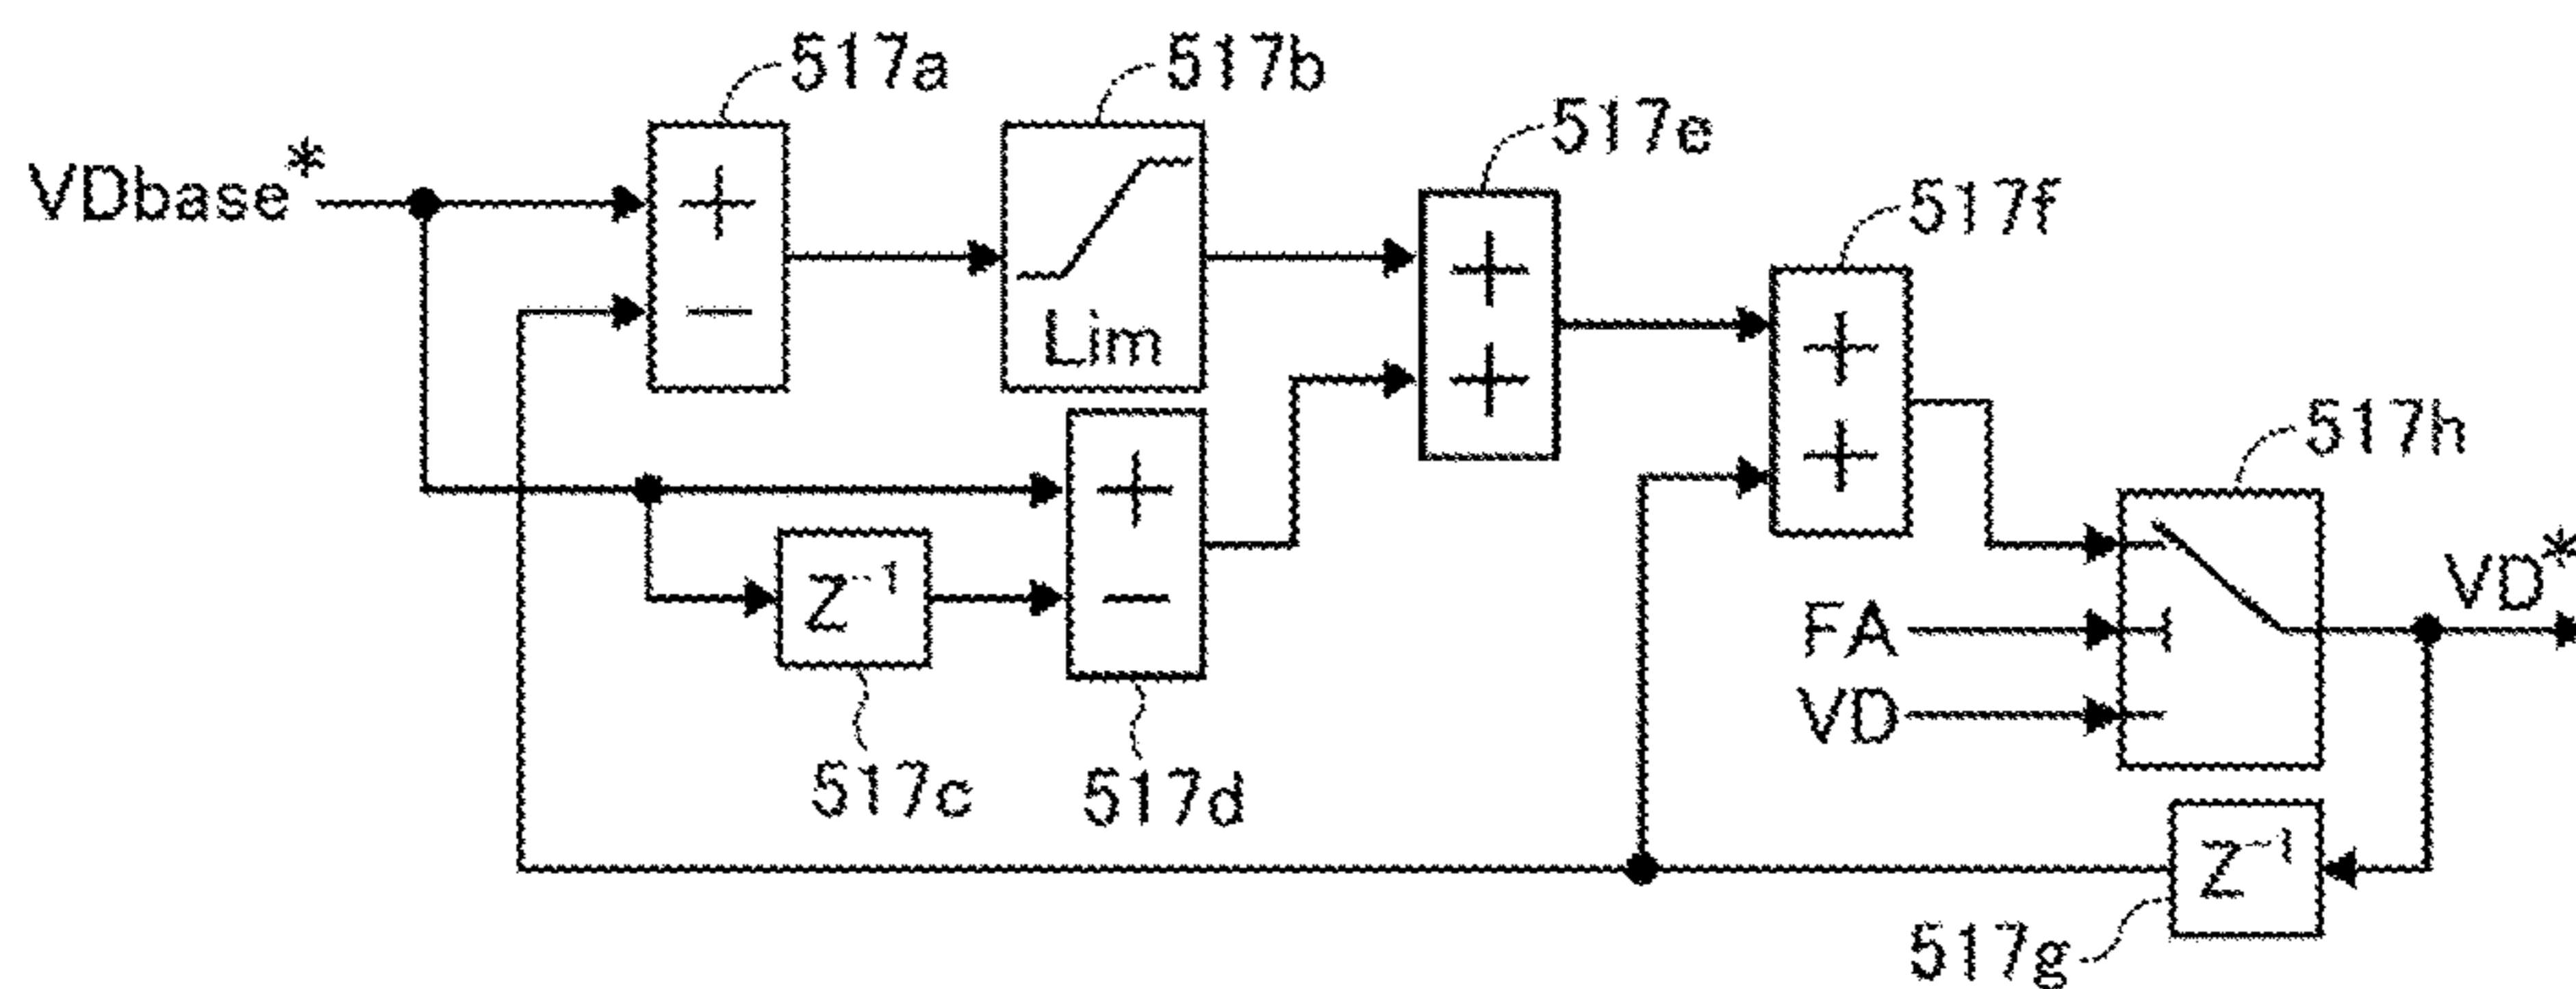 517a
517b
517e
517f
VDbase*
+
−
Lim
+
+
+
+
517h
+
−
Z⁻¹
FA
VD
VD*
517c
517d
Z⁻¹
517g